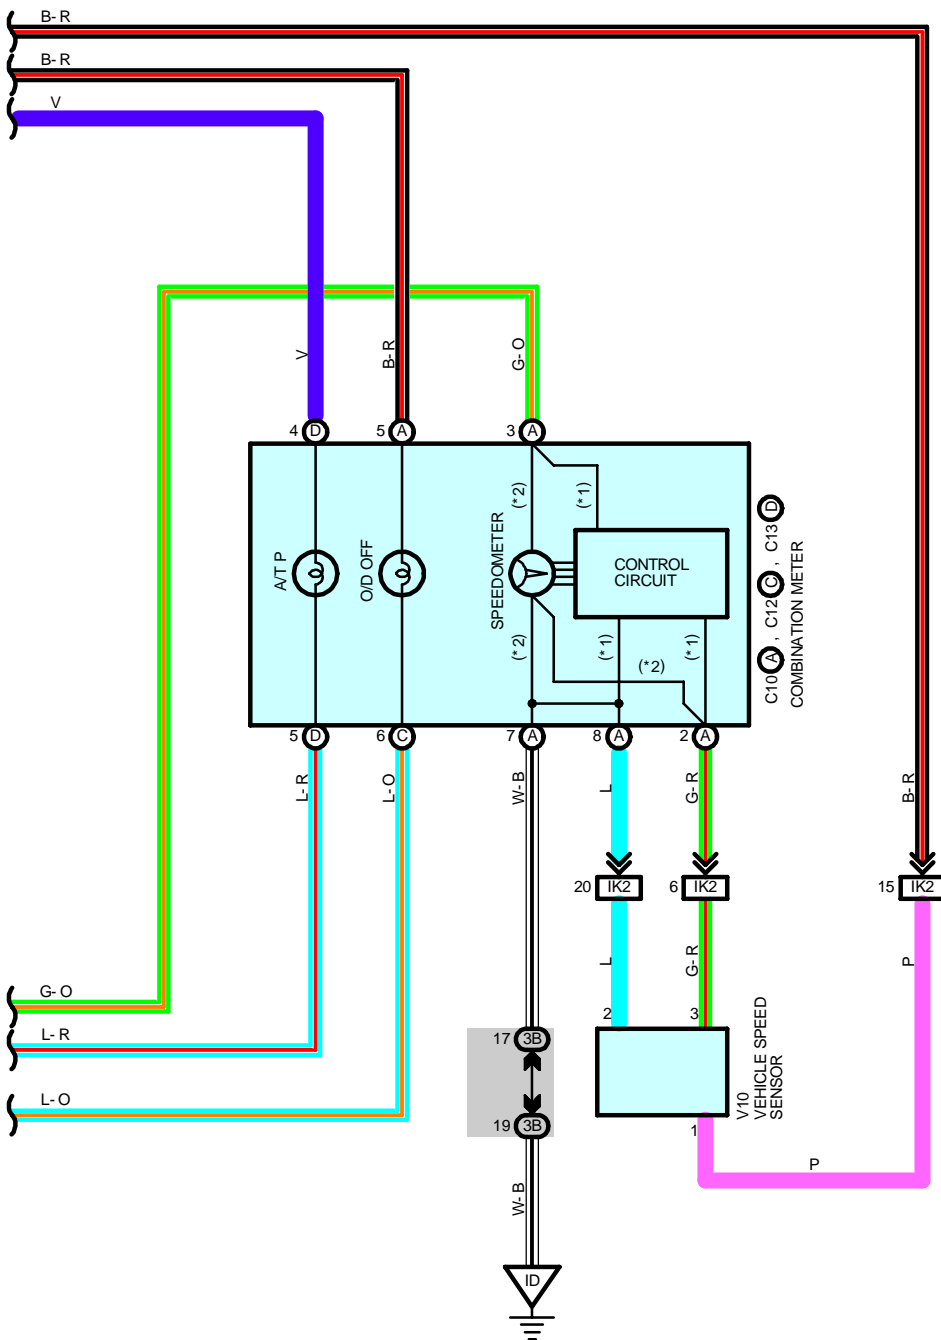 B-R
B-R
V
V
B-R
G-O
4 D
5 A
3 A
(*2)
(*1)
A/T P
O/D OFF
SPEEDOMETER
CONTROL
CIRCUIT
(*2)
(*1)
(*2)
(*1)
C10 A , C12 C , C13 D
COMBINATION METER
5 D
6 C
7 A
8 A
2 A
L-R
L-O
W-B
L
G-R
B-R
20 IK2
6 IK2
15 IK2
L
G-R
P
G-O
L-R
L-O
2
3
17 3B
19 3B
V10
VEHICLE SPEED
SENSOR
1
P
W-B
ID